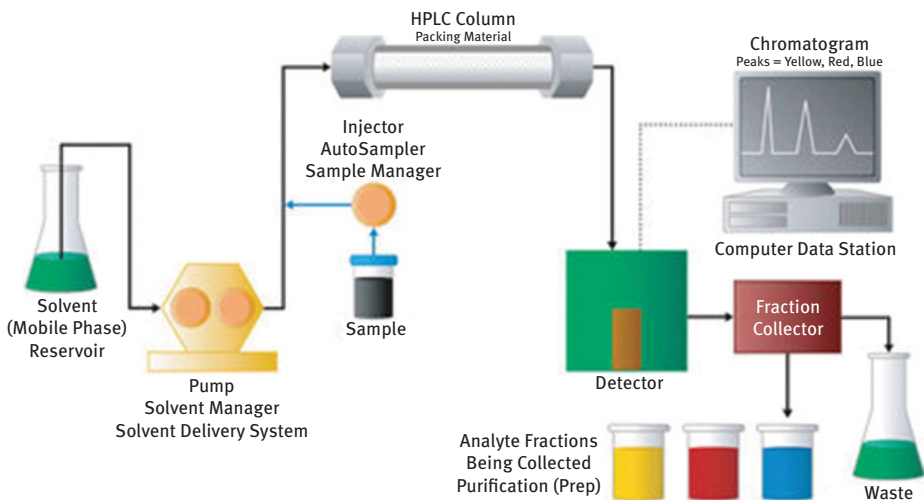 HPLC Column
Packing Material
Chromatogram
Peaks = Yellow, Red, Blue
Injector
AutoSampler
Sample Manager
Computer Data Station
Solvent
(Mobile Phase)
Reservoir
Sample
Fraction
Collector
Pump
Solvent Manager
Solvent Delivery System
Detector
Analyte Fractions
Being Collected
Purification (Prep)
Waste